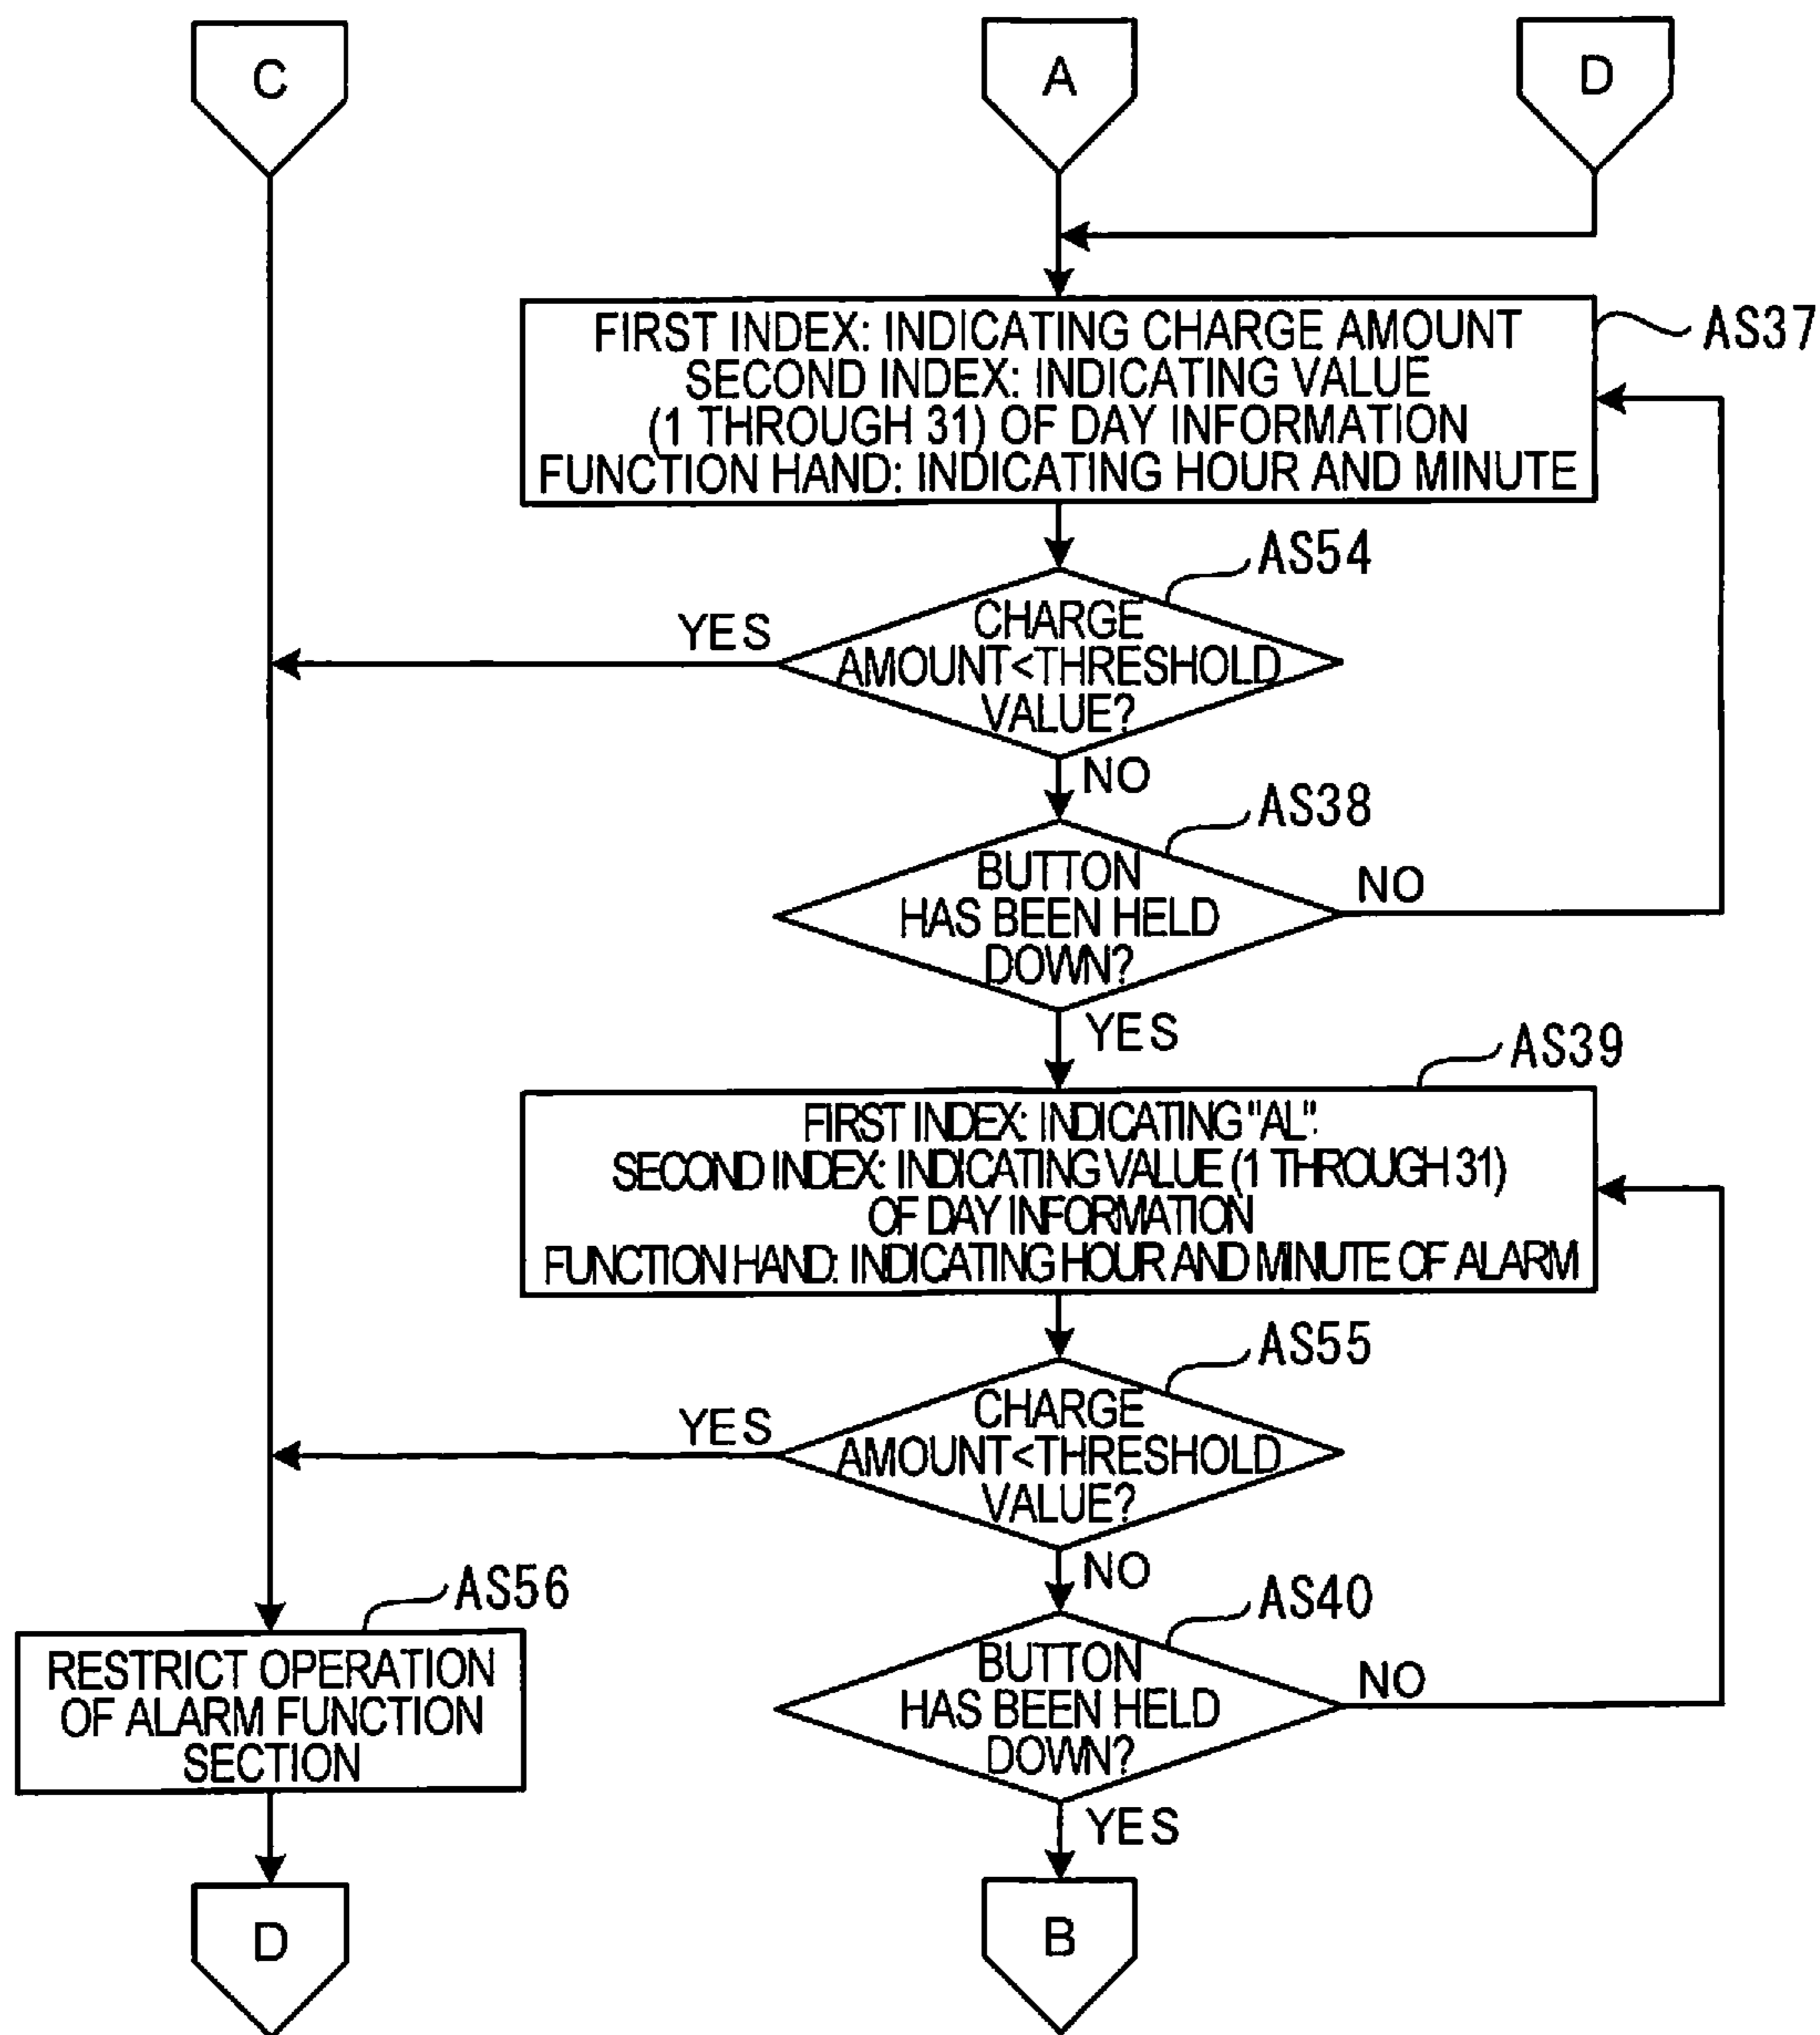 C
A
D
FIRST INDEX: INDICATING CHARGE AMOUNT
SECOND INDEX: INDICATING VALUE
(1 THROUGH 31) OF DAY INFORMATION
FUNCTION HAND: INDICATING HOUR AND MINUTE
AS37
AS54
CHARGE
AMOUNT<THRESHOLD
VALUE?
YES
NO
AS38
BUTTON
HAS BEEN HELD
DOWN?
NO
YES
AS39
FIRST INDEX: INDICATING "AL":
SECOND INDEX: INDICATING VALUE (1 THROUGH 31)
OF DAY INFORMATION
FUNCTION HAND: INDICATING HOUR AND MINUTE OF ALARM
AS55
CHARGE
AMOUNT<THRESHOLD
VALUE?
YES
NO
AS56
RESTRICT OPERATION
OF ALARM FUNCTION
SECTION
AS40
BUTTON
HAS BEEN HELD
DOWN?
NO
YES
D
B